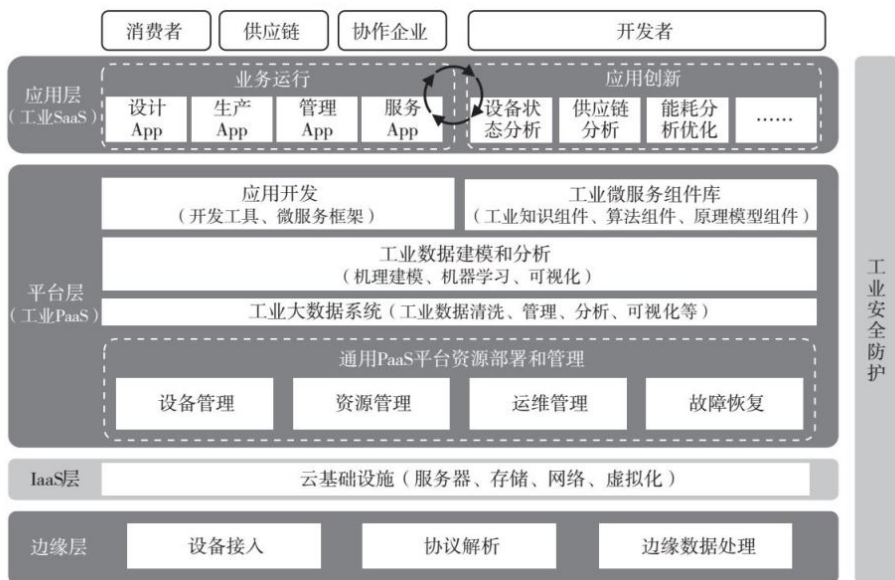 消费者
供应链
协作企业
开发者
应用层
（工业SaaS）
业务运行
设计
App
生产
App
管理
App
服务
App
应用创新
设备状
态分析
供应链
分析
能耗分
析优化
……
平台层
（工业PaaS）
应用开发
（开发工具、微服务框架）
工业微服务组件库
（工业知识组件、算法组件、原理模型组件）
工业数据建模和分析
（机理建模、机器学习、可视化）
工业大数据系统（工业数据清洗、管理、分析、可视化等）
通用PaaS平台资源部署和管理
设备管理
资源管理
运维管理
故障恢复
IaaS层
云基础设施（服务器、存储、网络、虚拟化）
边缘层
设备接入
协议解析
边缘数据处理
工业安全防护